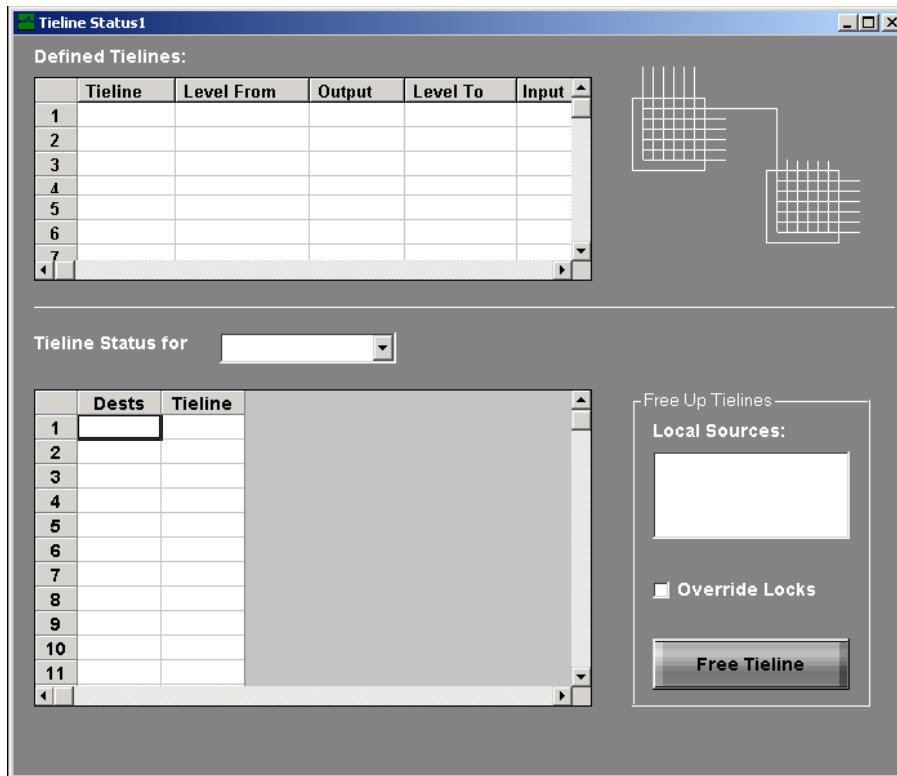 Tieline Status1
Defined Tielines:
Tieline Level From Output Level To Input
1
2
3
4
5
6
7
Tieline Status for
Dests Tieline
1
2
3
4
5
6
7
8
9
10
11
Free Up Tielines
Local Sources:
Override Locks
Free Tieline